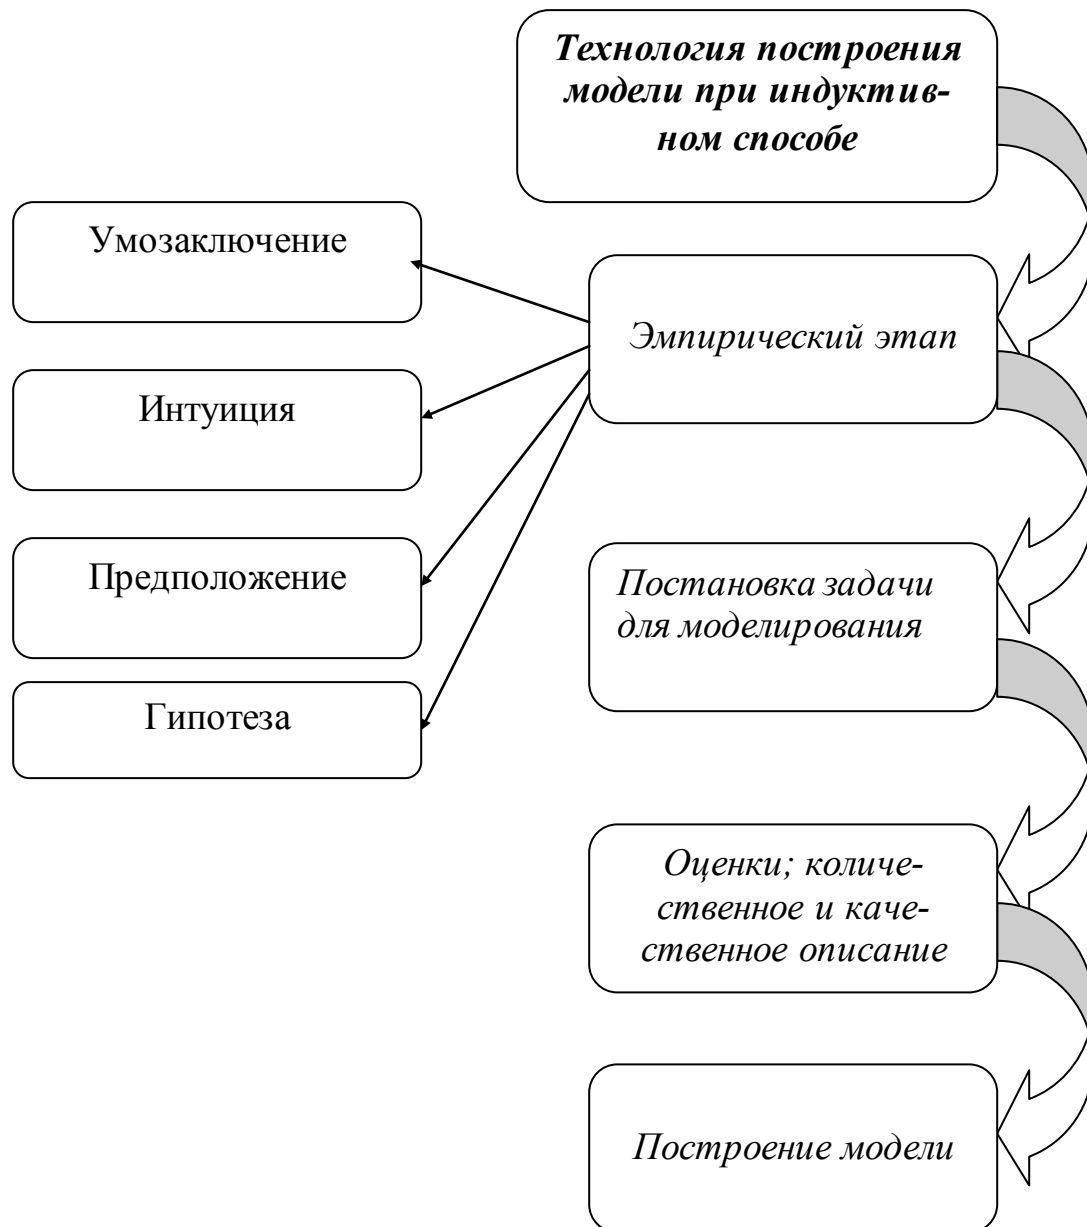 Технология построения
модели при индуктив-
ном способе
Умозаключение
Эмпирический этап
Интуиция
Предположение
Постановка задачи
для моделирования
Гипотеза
Оценки; количе-
ственное и каче-
ственное описание
Построение модели